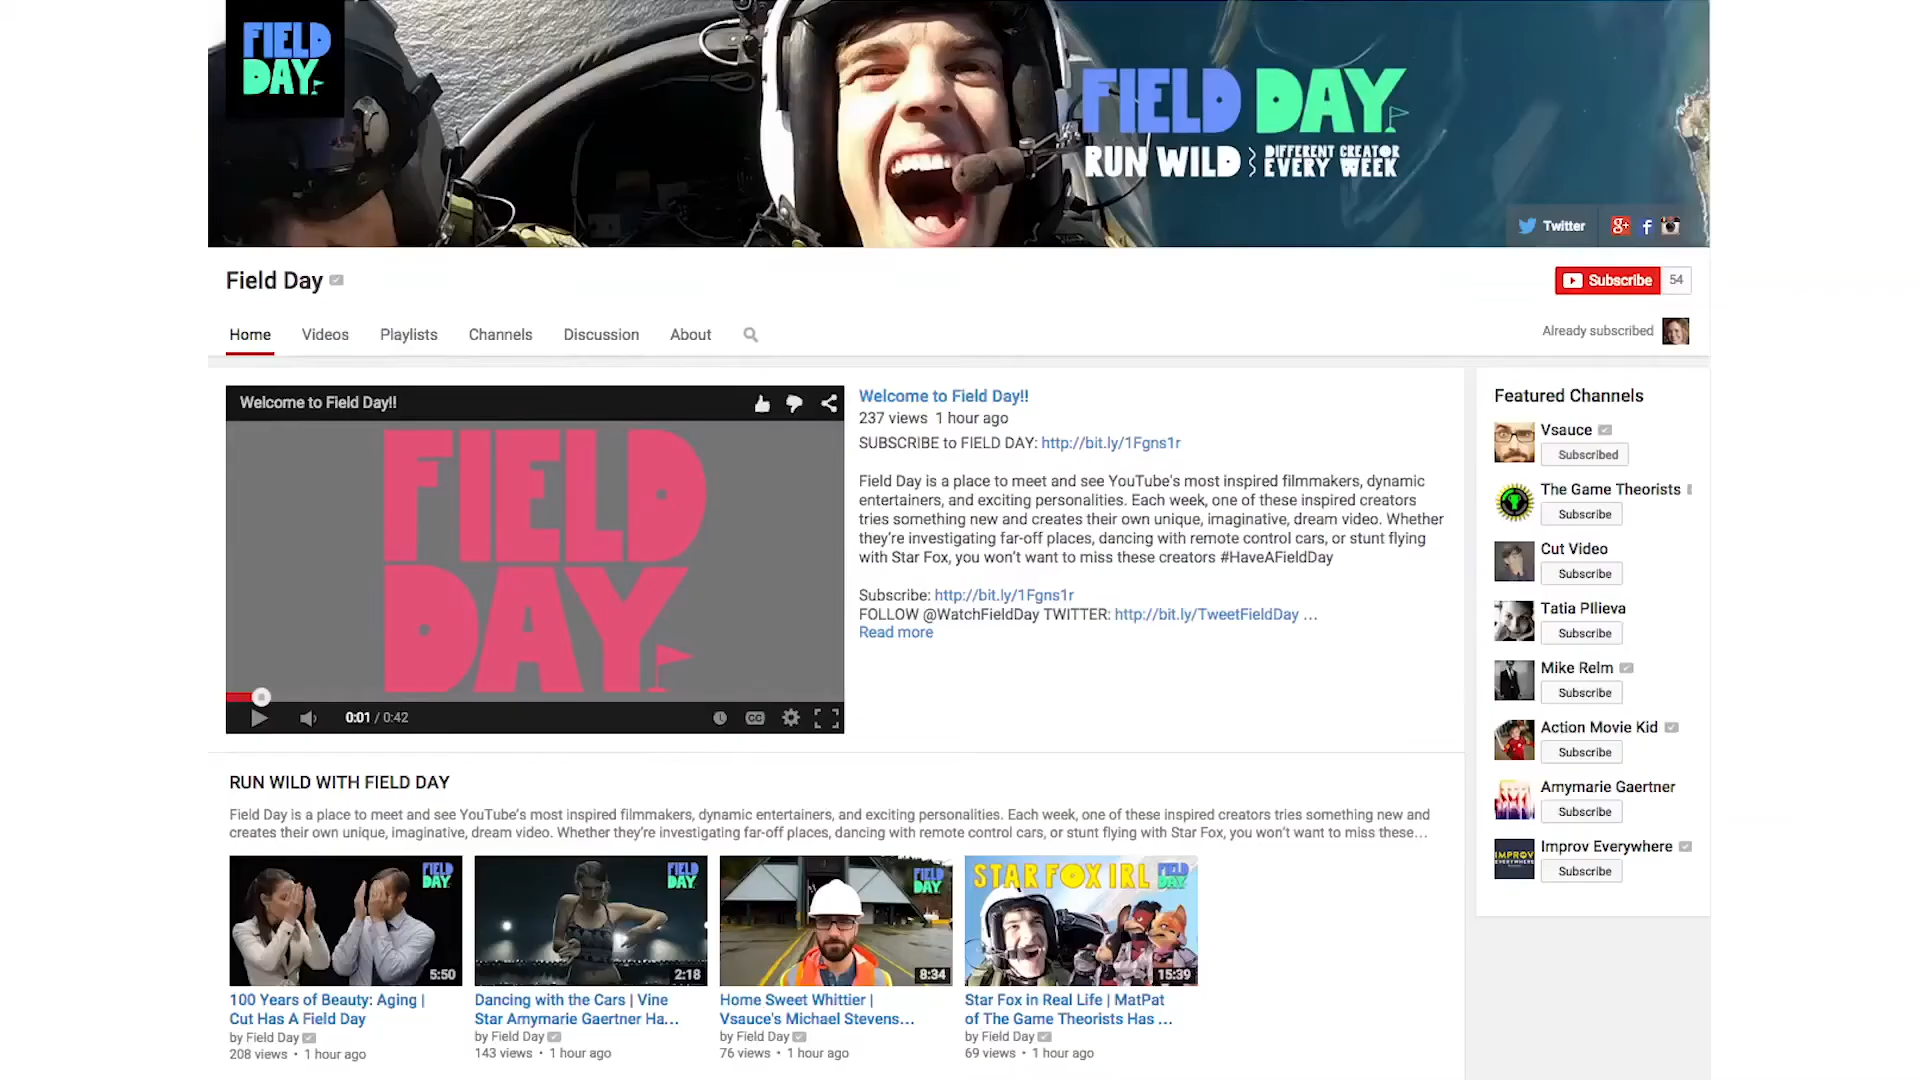 FIELD
DAY
FIELD DAY
RUN WILD
DIFFERENT CREATOR
EVERY WEEK
Twitter
Field Day
Subscribe 54
Home Videos Playlists Channels Discussion About
Already subscribed
Welcome to Field Day!!
FIELD
DAY
0:01 / 0:42
CC
Welcome to Field Day!!
237 views 1 hour ago
SUBSCRIBE to FIELD DAY: http://bit.ly/1Fgns1r
Field Day is a place to meet and see YouTube's most inspired filmmakers, dynamic
entertainers, and exciting personalities. Each week, one of these inspired creators
tries something new and creates their own unique, imaginative, dream video. Whether
they're investigating far-off places, dancing with remote control cars, or stunt flying
with Star Fox, you won't want to miss these creators #HaveAFieldDay
Subscribe: http://bit.ly/1Fgns1r
FOLLOW @WatchFieldDay TWITTER: http://bit.ly/TweetFieldDay ...
Read more
Featured Channels
Vsauce
Subscribed
The Game Theorists
Subscribe
Cut Video
Subscribe
Tatia Pllieva
Subscribe
Mike Relm
Subscribe
Action Movie Kid
Subscribe
Amymarie Gaertner
Subscribe
IMPROV
EVERYWHERE
Improv Everywhere
Subscribe
RUN WILD WITH FIELD DAY
Field Day is a place to meet and see YouTube's most inspired filmmakers, dynamic entertainers, and exciting personalities. Each week, one of these inspired creators tries something new and
creates their own unique, imaginative, dream video. Whether they're investigating far-off places, dancing with remote control cars, or stunt flying with Star Fox, you won't want to miss these...
FIELD
DAY
5:50
100 Years of Beauty: Aging |
Cut Has A Field Day
by Field Day
208 views • 1 hour ago
FIELD
DAY
2:18
Dancing with the Cars | Vine
Star Amymarie Gaertner Ha...
by Field Day
143 views • 1 hour ago
FIELD
DAY
8:34
Home Sweet Whittier |
Vsauce's Michael Stevens...
by Field Day
76 views • 1 hour ago
STAR FOX IRL
FIELD
DAY
15:39
Star Fox in Real Life | MatPat
of The Game Theorists Has ...
by Field Day
69 views • 1 hour ago